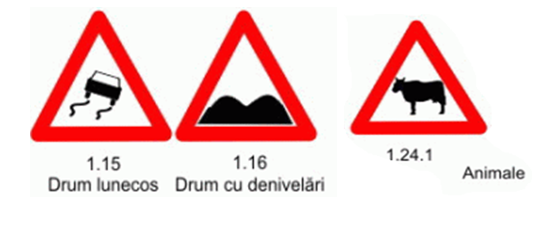 1.15
Drum lunecos
1.16
Drum cu denivelări
1.24.1
Animale